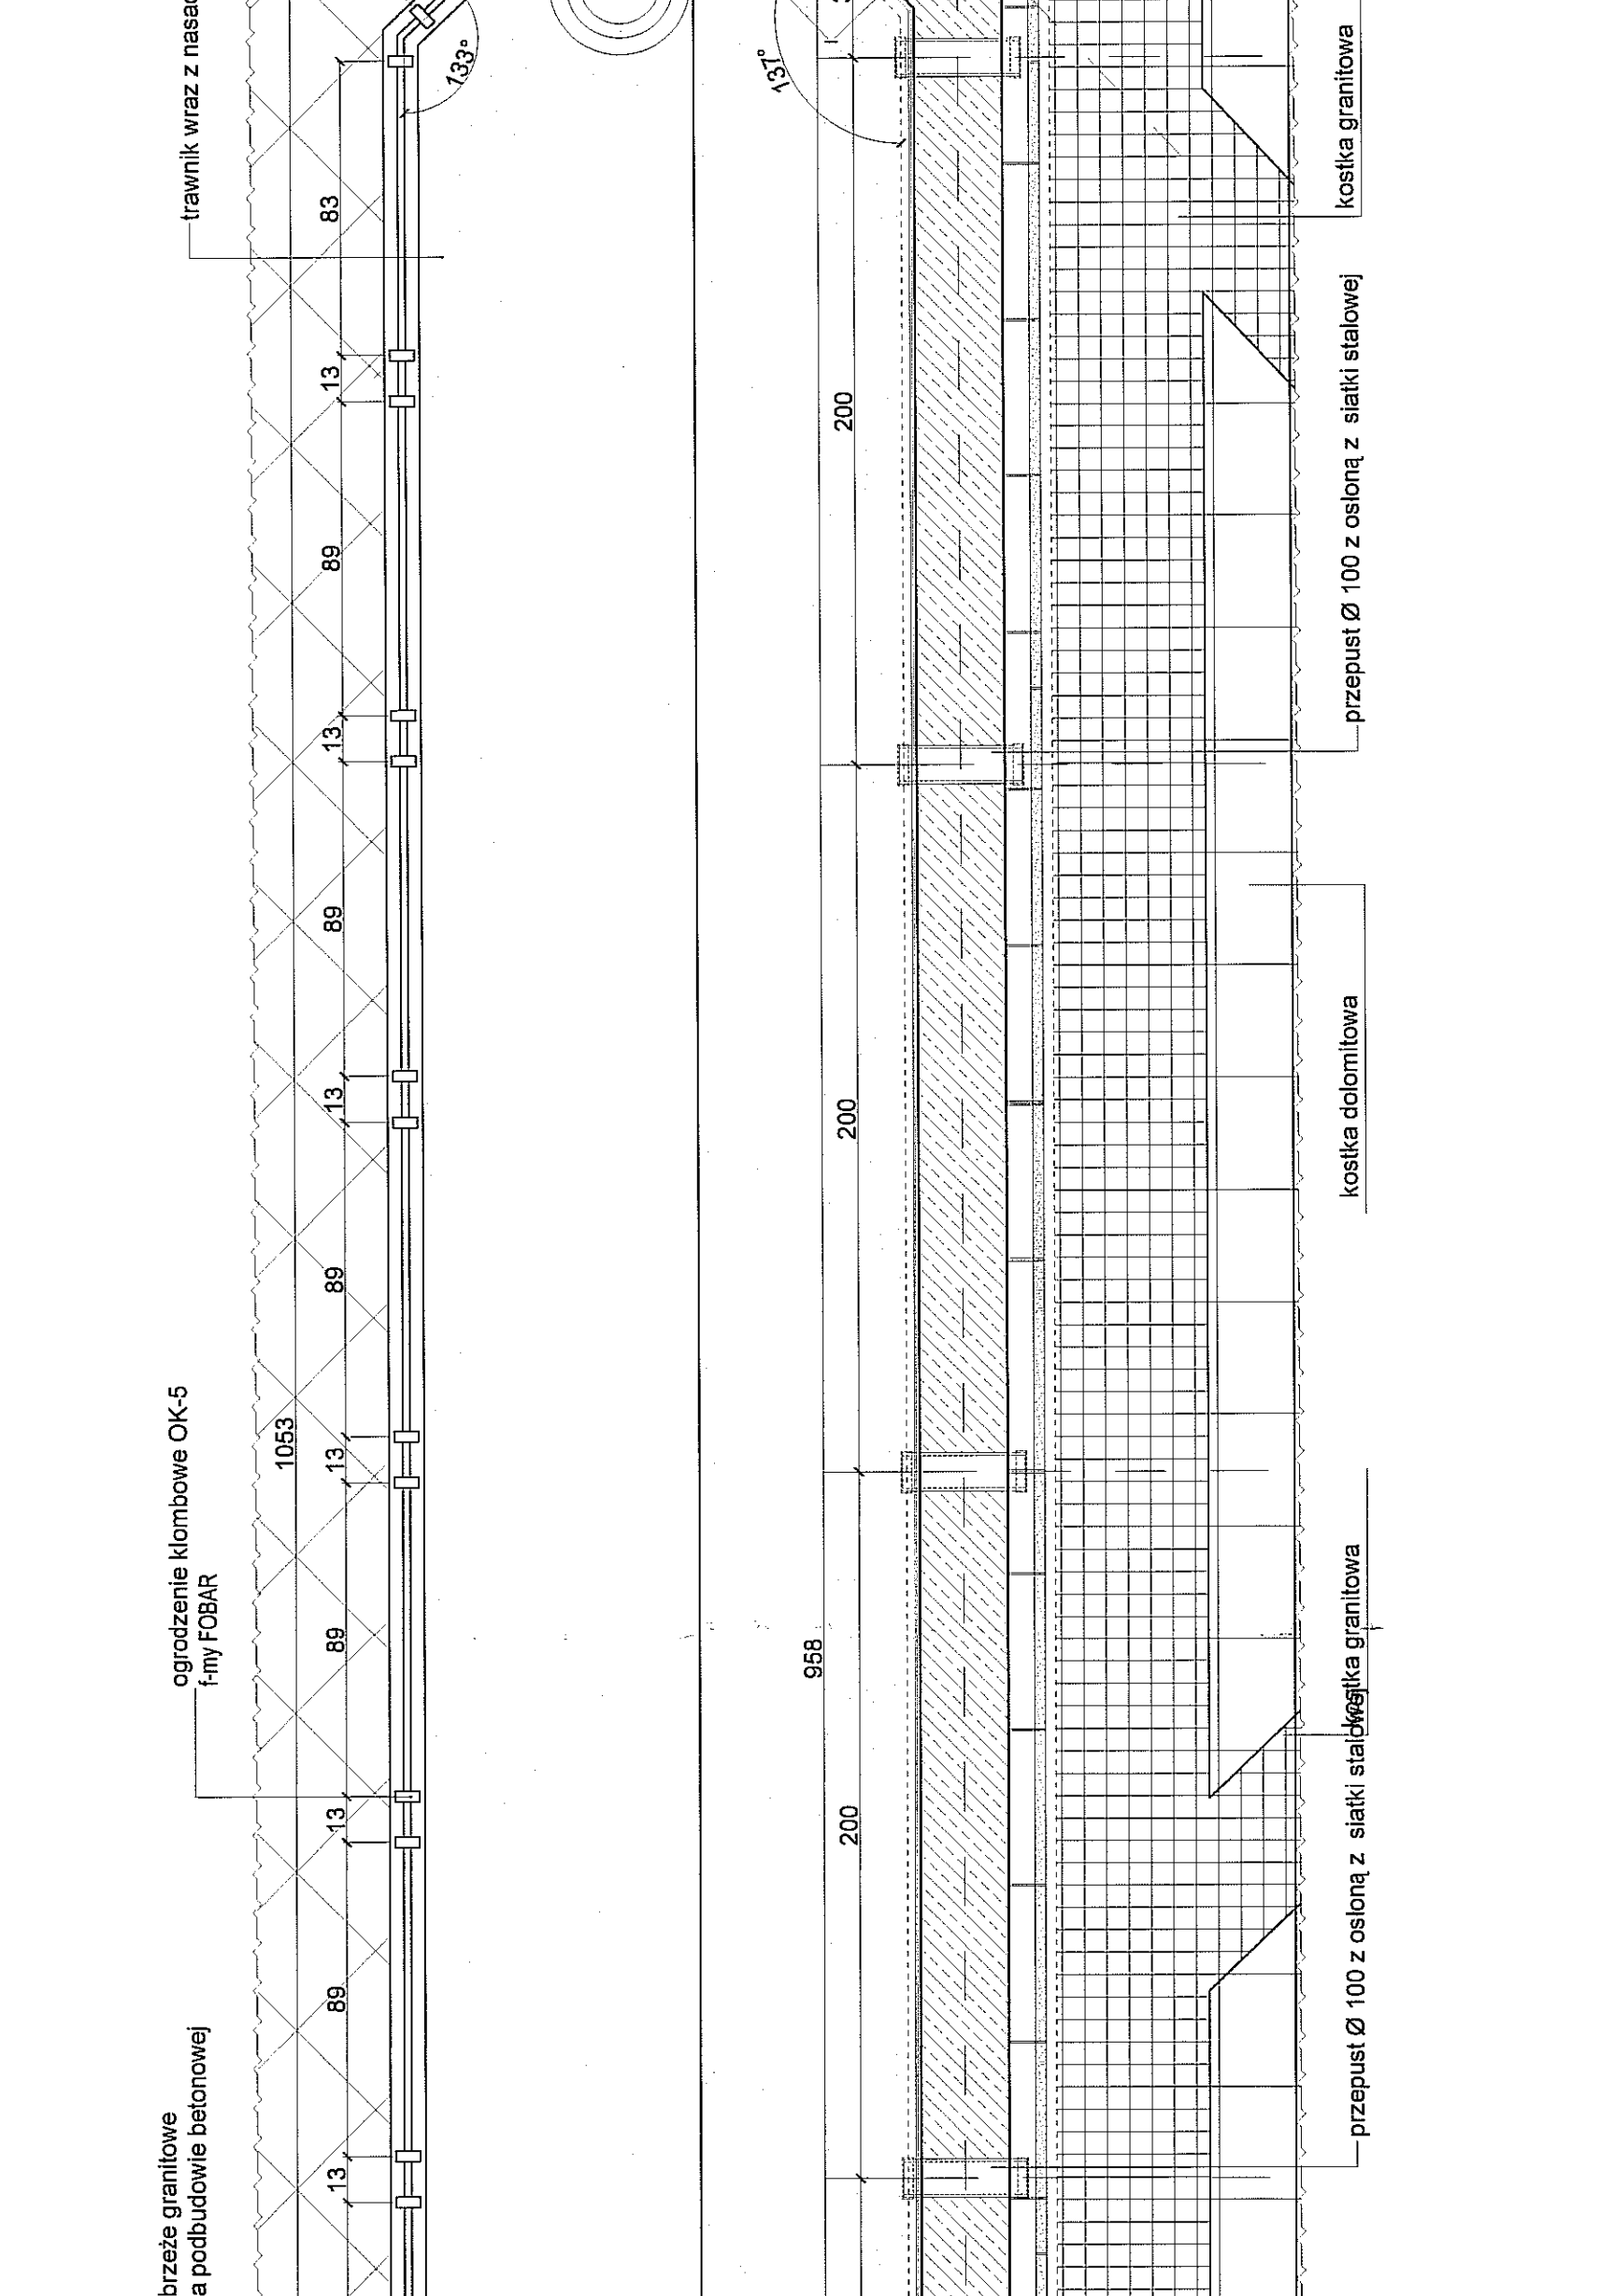 trawnik wraz z
133°
83
13
89
13
89
13
89
13
89
13
89
13
1053
ogrodzenie klombowe OK-5
f-my FOBAR
granitowe
podbudowie betonowej
137°
200
200
200
958
kostka granitowa
przepust Ø 100 z osłoną z siatki stalowej
kostka dolomitowa
kostka granitowa
przepust Ø 100 z osłoną z siatki stalowej